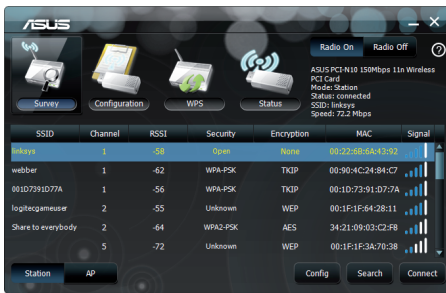 ASUS
Radio On Radio Off
ASUS PCI-N10 150Mbps 11n Wireless
PCI Card
Mode: Station
Status: connected
SSID: linksys
Speed: 72.2 Mbps
Survey Configuration WPS Status
SSID Channel RSSI Security Encryption MAC Signal
linksys 1 -58 Open None 00:22:6B:6A:43:92
webber 1 -62 WPA-PSK TKIP 00:90:4C:24:84:C7
001D7391D77A 1 -56 WPA-PSK TKIP 00:1D:73:91:D7:7A
logitecgameuser 2 -55 Unknown WEP 00:1F:1F:64:28:11
Share to everybody 2 -64 WPA2-PSK AES 34:21:09:03:C2:F8
5 -72 Unknown WEP 00:1F:1F:3A:70:38
Station AP Config Search Connect